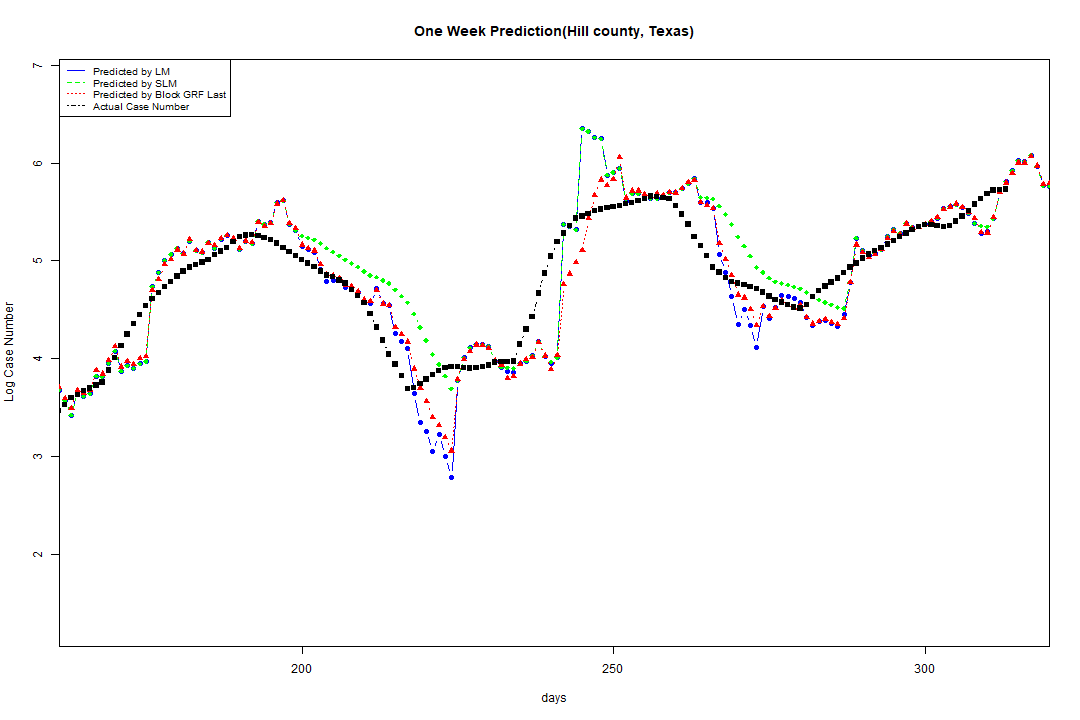 One Week Prediction(Hill county, Texas)
Predicted by LM
Predicted by SLM
Predicted by Block GRF Last
Actual Case Number
7
6
5
4
3
2
Log Case Number
200
250
300
days